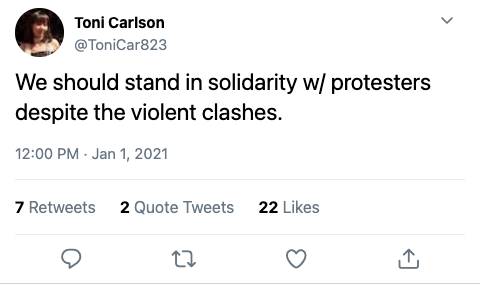 Toni Carlson
@ToniCar823
We should stand in solidarity w/ protesters
despite the violent clashes.
12:00 PM · Jan 1, 2021
7 Retweets 2 Quote Tweets 22 Likes